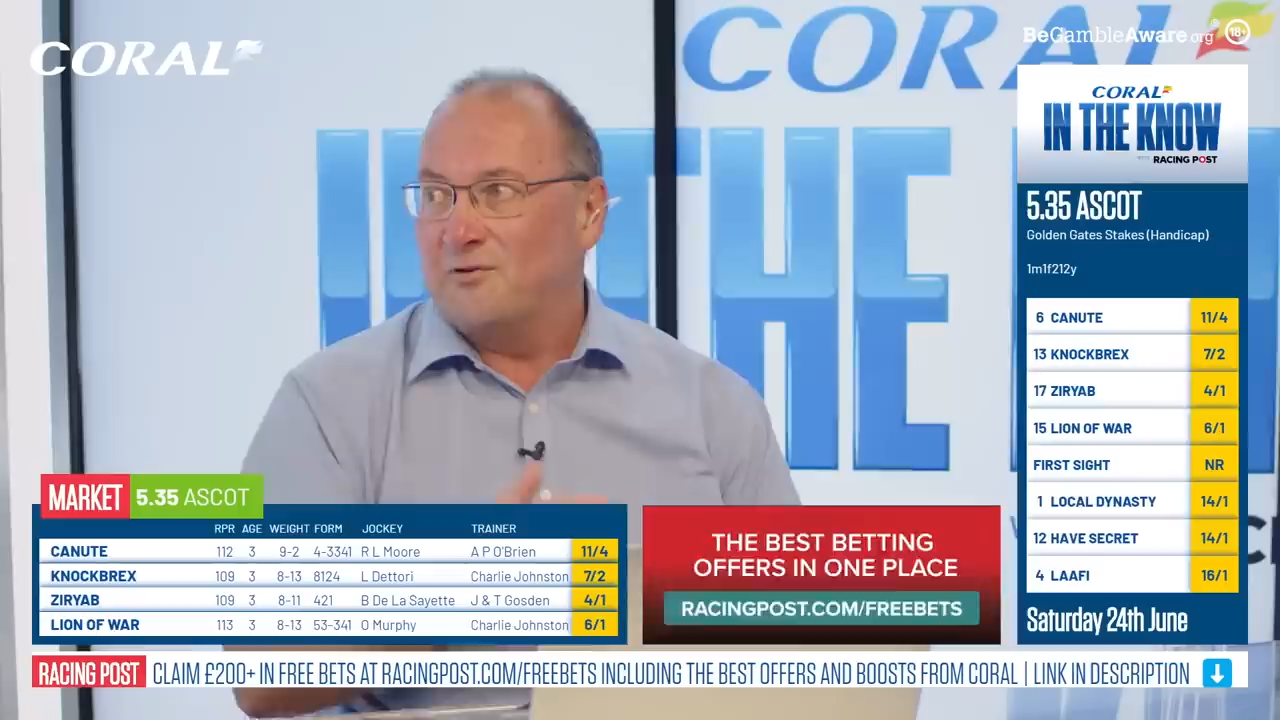 CORAL
CORAL
BeGambleAware.org 18+
CORAL
IN THE KNOW
WITH RACING POST
5.35 ASCOT
Golden Gates Stakes (Handicap)
1m1f212y
6 CANUTE 11/4
13 KNOCKBREX 7/2
17 ZIRYAB 4/1
15 LION OF WAR 6/1
FIRST SIGHT NR
1 LOCAL DYNASTY 14/1
12 HAVE SECRET 14/1
4 LAAFI 16/1
Saturday 24th June
THE
MARKET 5.35 ASCOT
RPR AGE WEIGHT FORM JOCKEY TRAINER
CANUTE 112 3 9-2 4-3341 R L Moore A P O'Brien 11/4
KNOCKBREX 109 3 8-13 8124 L Dettori Charlie Johnston 7/2
ZIRYAB 109 3 8-11 421 B De La Sayette J & T Gosden 4/1
LION OF WAR 113 3 8-13 53-341 O Murphy Charlie Johnston 6/1
THE BEST BETTING
OFFERS IN ONE PLACE
RACINGPOST.COM/FREEBETS
RACING POST CLAIM £200+ IN FREE BETS AT RACINGPOST.COM/FREEBETS INCLUDING THE BEST OFFERS AND BOOSTS FROM CORAL | LINK IN DESCRIPTION